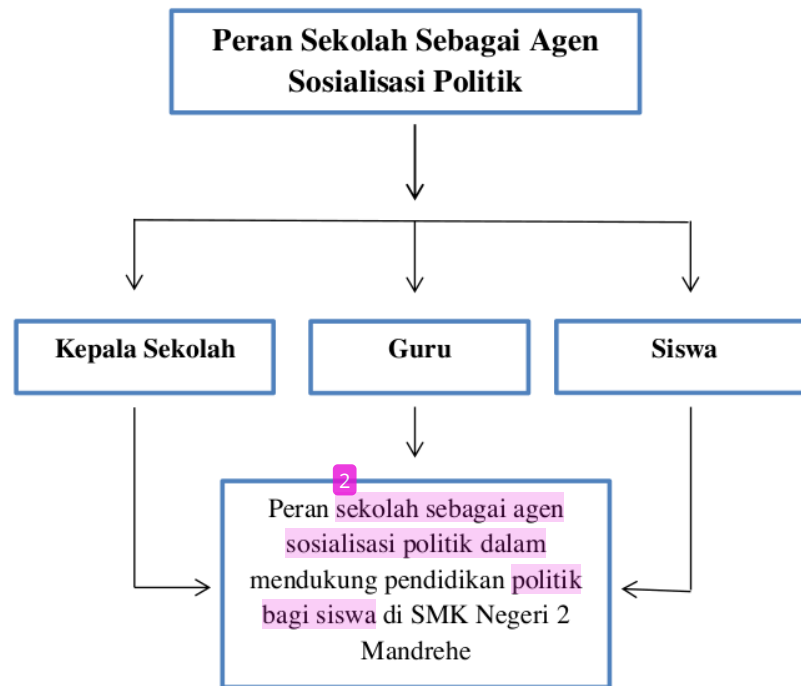 Peran Sekolah Sebagai Agen
Sosialisasi Politik
Kepala Sekolah
Guru
Siswa
2
Peran sekolah sebagai agen
sosialisasi politik dalam
mendukung pendidikan politik
bagi siswa di SMK Negeri 2
Mandrehe